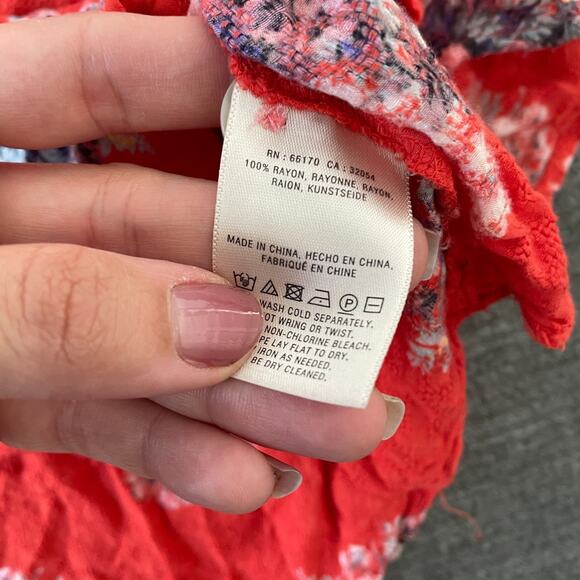 RN : 66170 CA : 32054
100% RAYON, RAYONNE, RAYON,
RAION, KUNSTSEIDE
MADE IN CHINA, HECHO EN CHINA,
FABRIQUÉ EN CHINE
WASH COLD SEPARATELY.
NOT WRING OR TWIST.
NON-CHLORINE BLEACH.
LAY FLAT TO DRY.
IRON AS NEEDED.
BE DRY CLEANED.